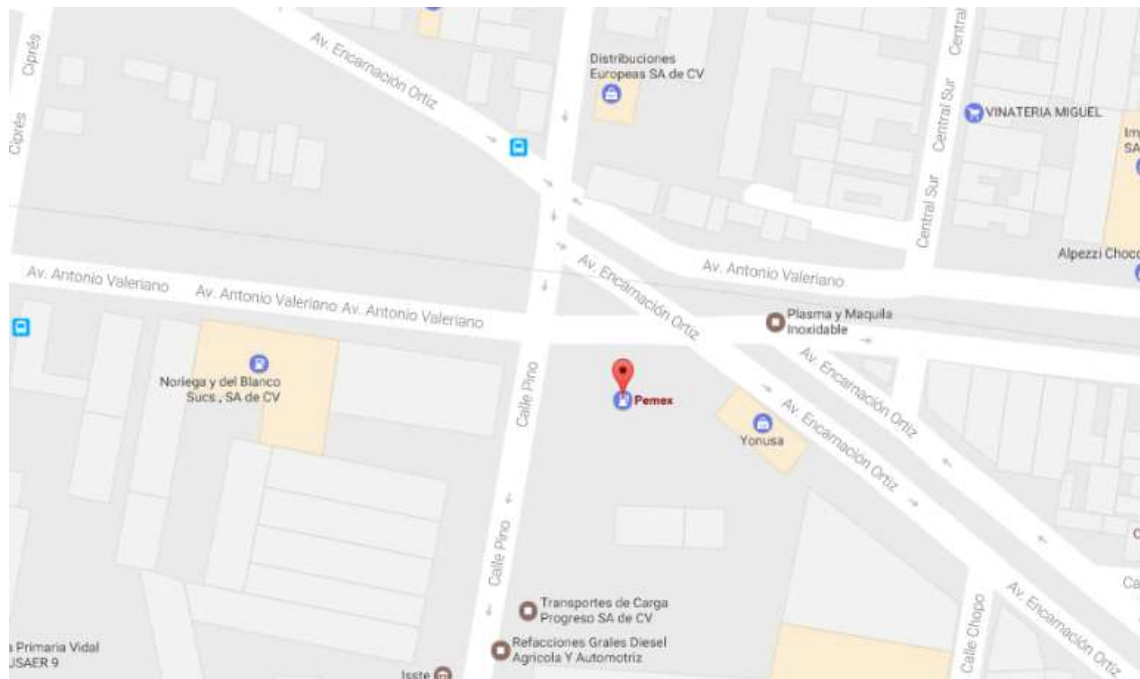 Ciprés
Ciprés
Av. Encarnación Ortiz
Distribuciones
Europeas SA de CV
Central Sur
Central
Central Sur
VINATERIA MIGUEL
SA
Alpezzi Choco
Av. Antonio Valeriano
Av. Antonio Valeriano
Av. Antonio Valeriano
Av. Antonio Valeriano
Av. Encarnación Ortiz
Plasma y Maquila
Inoxidable
Noriega y del Blanco
Sucs., SA de CV
Calle Pino
Pemex
Yonusa
Av. Encarnación Ortiz
Av. Encarnación Ortiz
Calle Pino
Transportes de Carga
Progreso SA de CV
Refacciones Grales Diesel
Agricola Y Automotriz
Primaria Vidal
USAER 9
Isste
Calle Chopo
Av. Encarnación Ortiz
Ca